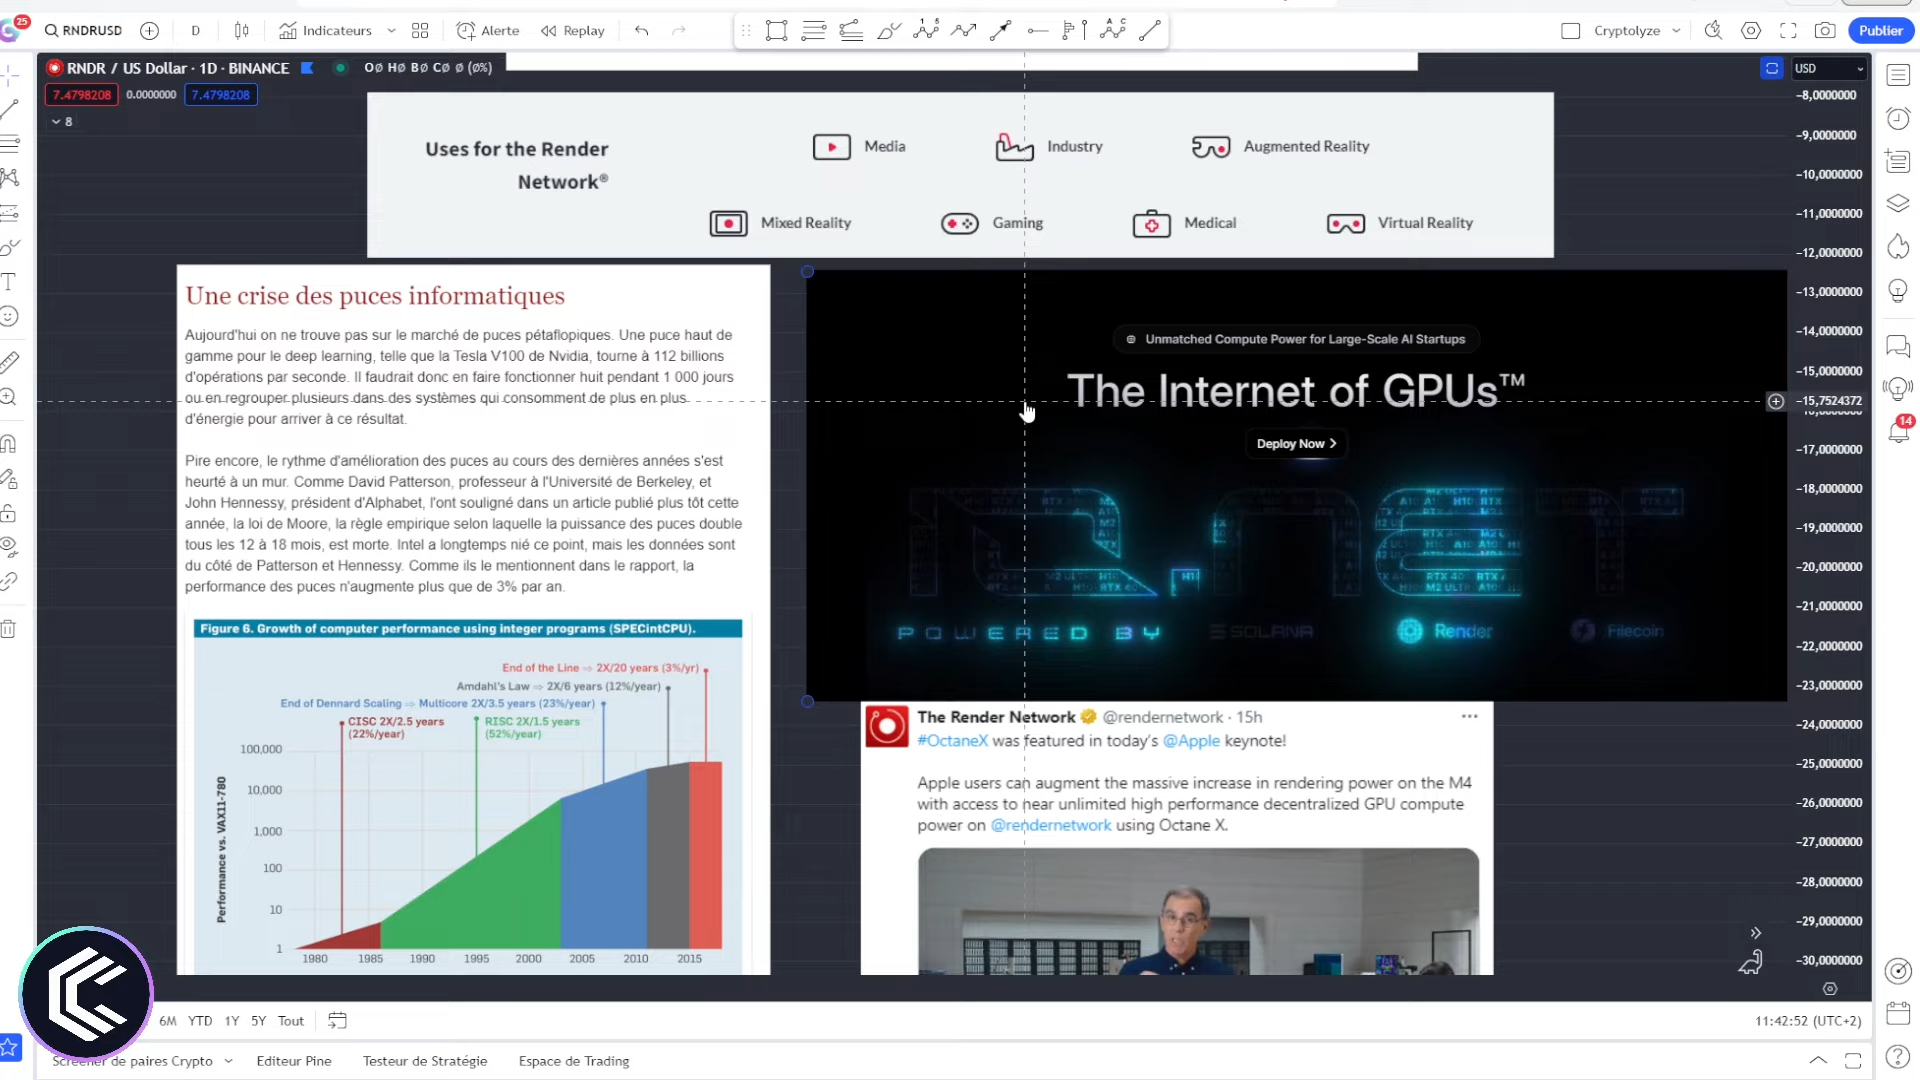 25
RNDRUSD
D
Indicateurs
Alerte
Replay
Cryptolyze
Publier
RNDR / US Dollar · 1D · BINANCE
OØ HØ BØ CØ Ø (Ø%)
USD
7.4798208
0.0000000
7.4798208
8
Uses for the Render
Network®
Media
Industry
Augmented Reality
Mixed Reality
Gaming
Medical
Virtual Reality
Une crise des puces informatiques
Aujourd'hui on ne trouve pas sur le marché de puces pétaflopiques. Une puce haut de
gamme pour le deep learning, telle que la Tesla V100 de Nvidia, tourne à 112 billions
d'opérations par seconde. Il faudrait donc en faire fonctionner huit pendant 1 000 jours
ou en regrouper plusieurs dans des systèmes qui consomment de plus en plus
d'énergie pour arriver à ce résultat.
Pire encore, le rythme d'amélioration des puces au cours des dernières années s'est
heurté à un mur. Comme David Patterson, professeur à l'Université de Berkeley, et
John Hennessy, président d'Alphabet, l'ont souligné dans un article publié plus tôt cette
année, la loi de Moore, la règle empirique selon laquelle la puissance des puces double
tous les 12 à 18 mois, est morte. Intel a longtemps nié ce point, mais les données sont
du côté de Patterson et Hennessy. Comme ils le mentionnent dans le rapport, la
performance des puces n'augmente plus que de 3% par an.
Figure 6. Growth of computer performance using integer programs (SPECintCPU).
End of the Line ⇒ 2X/20 years (3%/yr)
Amdahl's Law ⇒ 2X/6 years (12%/year)
End of Dennard Scaling ⇒ Multicore 2X/3.5 years (23%/year)
CISC 2X/2.5 years
(22%/year)
RISC 2X/1.5 years
(52%/year)
Performance vs. VAX11-780
100,000
10,000
1,000
100
10
1
1980
1985
1990
1995
2000
2005
2010
2015
Unmatched Compute Power for Large-Scale AI Startups
The Internet of GPUs™
Deploy Now
POWERED BY
SOLANA
Render
Filecoin
The Render Network @rendernetwork · 15h
#OctaneX was featured in today's @Apple keynote!
Apple users can augment the massive increase in rendering power on the M4
with access to near unlimited high performance decentralized GPU compute
power on @rendernetwork using Octane X.
−8,0000000
−9,0000000
−10,0000000
−11,0000000
−12,0000000
−13,0000000
−14,0000000
−15,0000000
−15,7524372
−17,0000000
−18,0000000
−19,0000000
−20,0000000
−21,0000000
−22,0000000
−23,0000000
−24,0000000
−25,0000000
−26,0000000
−27,0000000
−28,0000000
−29,0000000
−30,0000000
14
6M
YTD
1Y
5Y
Tout
11:42:52 (UTC+2)
Screener de paires Crypto
Editeur Pine
Testeur de Stratégie
Espace de Trading